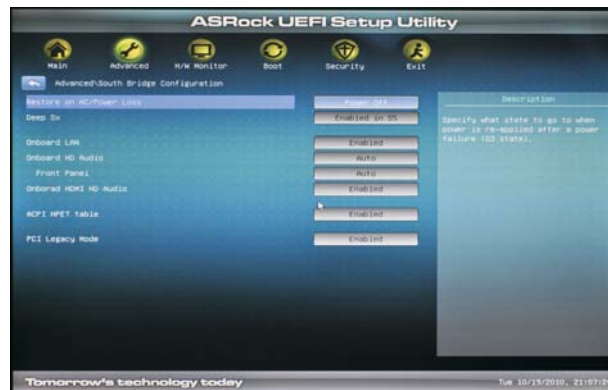 ASRock UEFI Setup Utility
Main Advanced H/W Monitor Boot Security Exit
Advanced\South Bridge Configuration
Restore on AC/Power Loss Power Off
Deep Sx Enabled in S5
Onboard LAN Enabled
Onboard HD Audio Auto
Front Panel Auto
Onborad HDMI HD Audio Enabled
ACPI HPET table Enabled
PCI Legacy Mode Enabled
Description
Specify what state to go to when
power is re-applied after a power
failure (G3 state).
Tomorrow's technology today
Tue 10/19/2010,